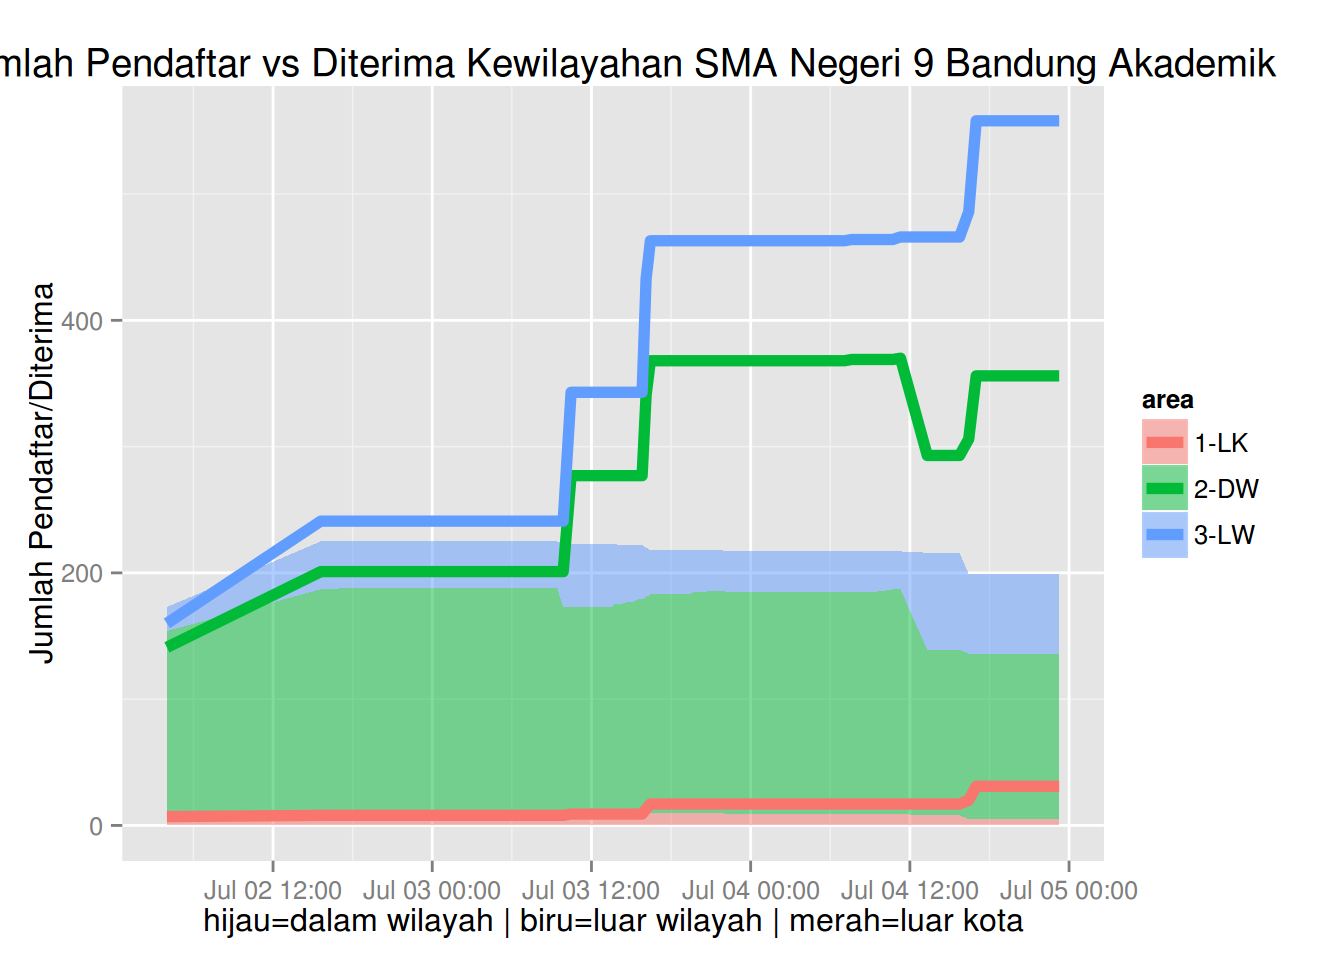 mlah Pendaftar vs Diterima Kewilayahan SMA Negeri 9 Bandung Akademik
Jumlah Pendaftar/Diterima
400
200
0
Jul 02 12:00 Jul 03 00:00 Jul 03 12:00 Jul 04 00:00 Jul 04 12:00 Jul 05 00:00
hijau=dalam wilayah | biru=luar wilayah | merah=luar kota
area
1-LK
2-DW
3-LW